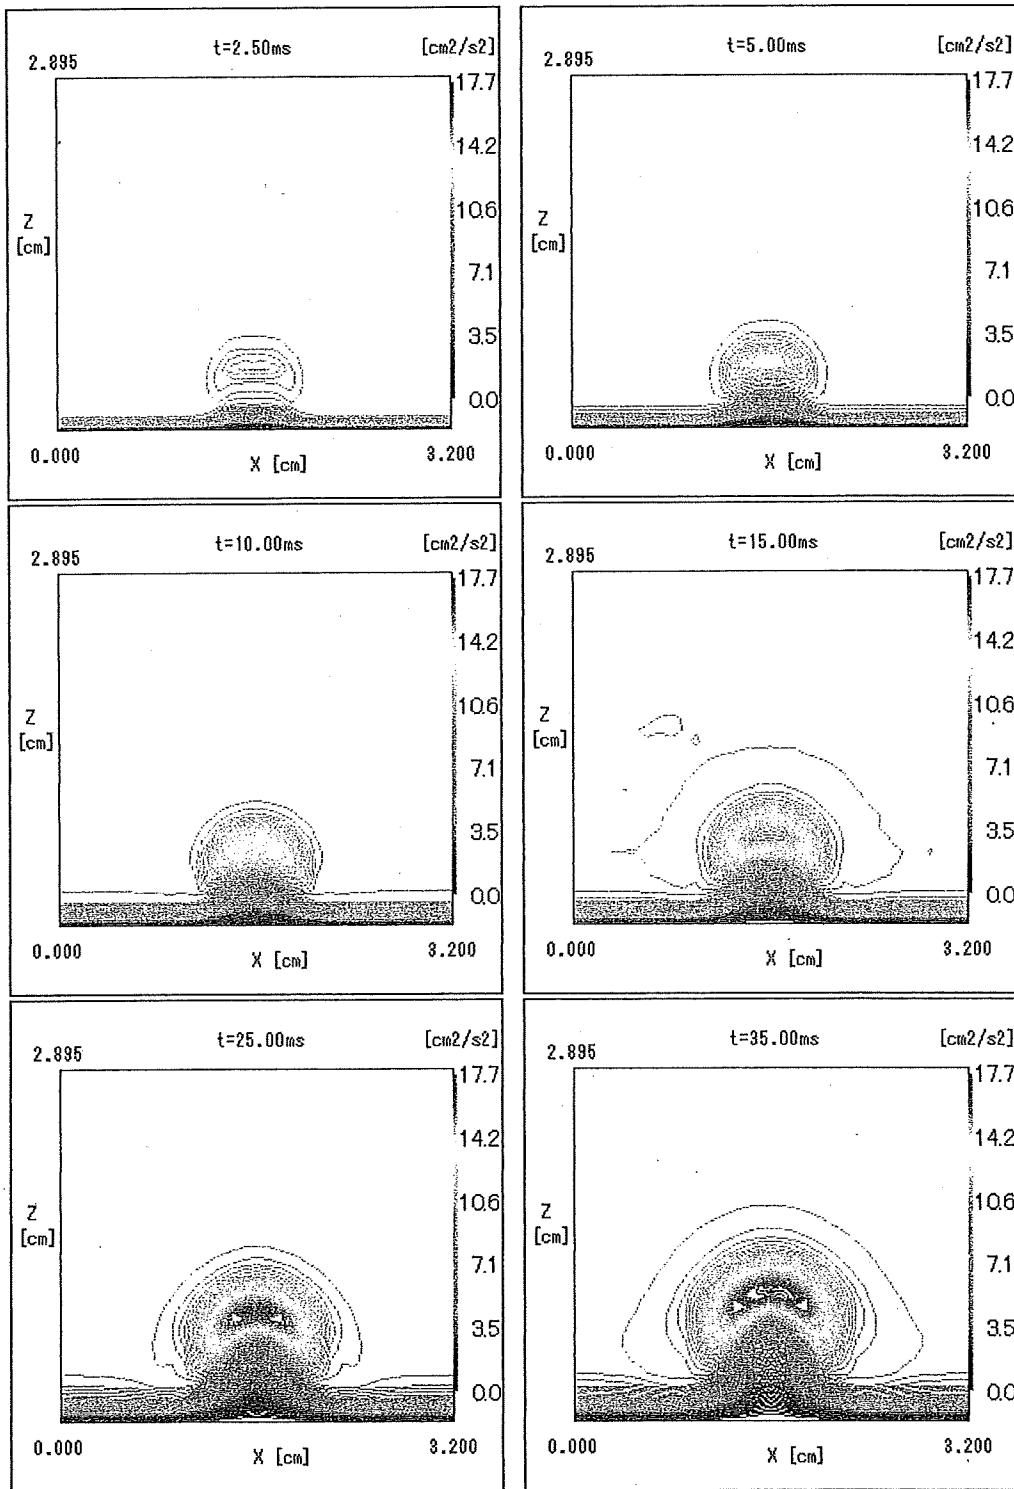 t=2.50ms [cm2/s2]
2.895
17.7
14.2
10.6
Z
[cm]
7.1
3.5
0.0
0.000 X [cm] 3.200
t=5.00ms [cm2/s2]
2.895
17.7
14.2
10.6
Z
[cm]
7.1
3.5
0.0
0.000 X [cm] 3.200
t=10.00ms [cm2/s2]
2.895
17.7
14.2
10.6
Z
[cm]
7.1
3.5
0.0
0.000 X [cm] 3.200
t=15.00ms [cm2/s2]
2.895
17.7
14.2
10.6
Z
[cm]
7.1
3.5
0.0
0.000 X [cm] 3.200
t=25.00ms [cm2/s2]
2.895
17.7
14.2
10.6
Z
[cm]
7.1
3.5
0.0
0.000 X [cm] 3.200
t=35.00ms [cm2/s2]
2.895
17.7
14.2
10.6
Z
[cm]
7.1
3.5
0.0
0.000 X [cm] 3.200